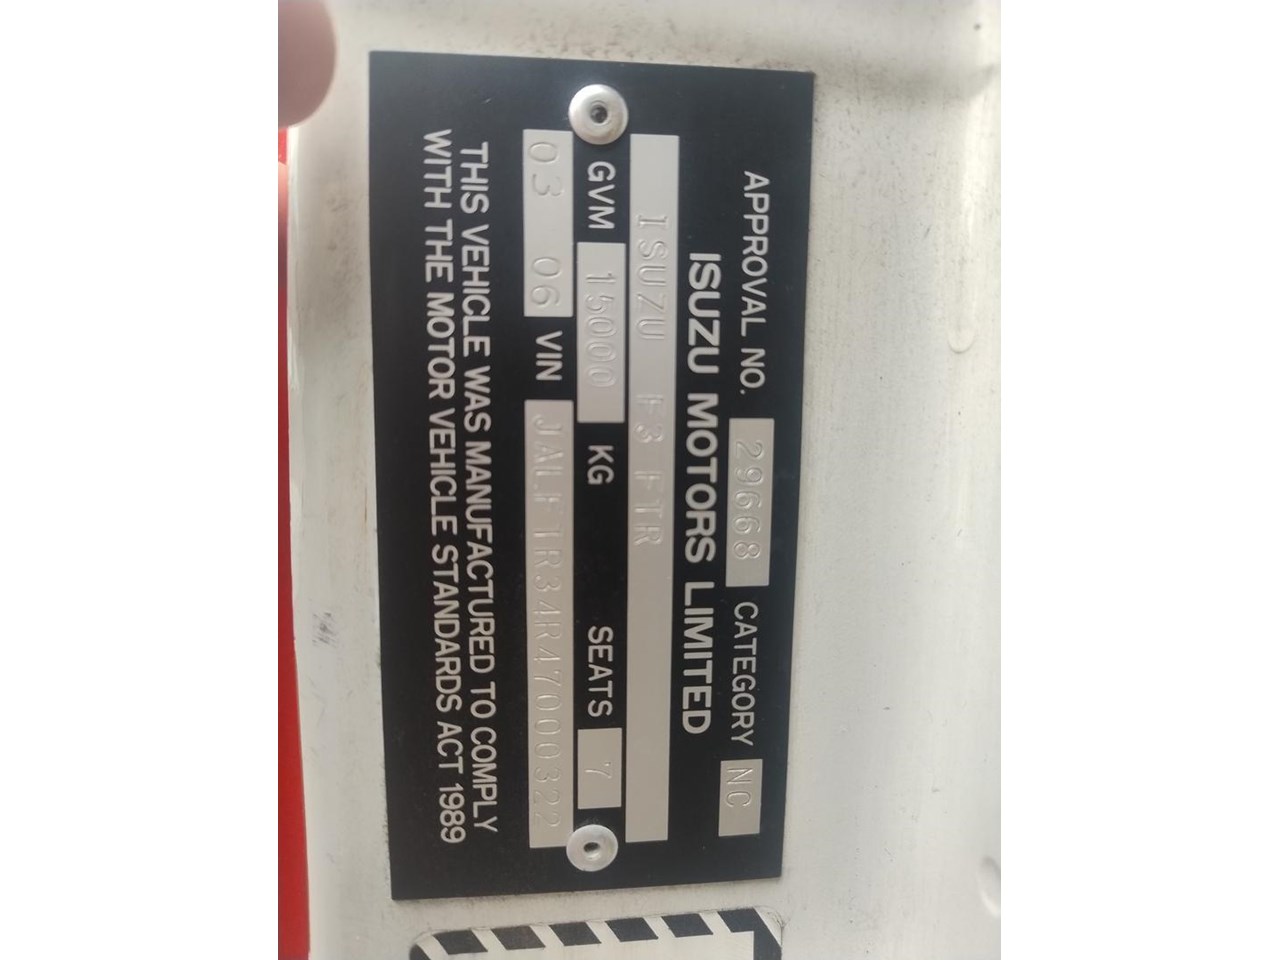 APPROVAL NO. 29668 CATEGORY NC
ISUZU MOTORS LIMITED
ISUZU F3 FTR
GVM 15000 KG SEATS 7
03 06 VIN JALFTR34R47000322
THIS VEHICLE WAS MANUFACTURED TO COMPLY
WITH THE MOTOR VEHICLE STANDARDS ACT 1989